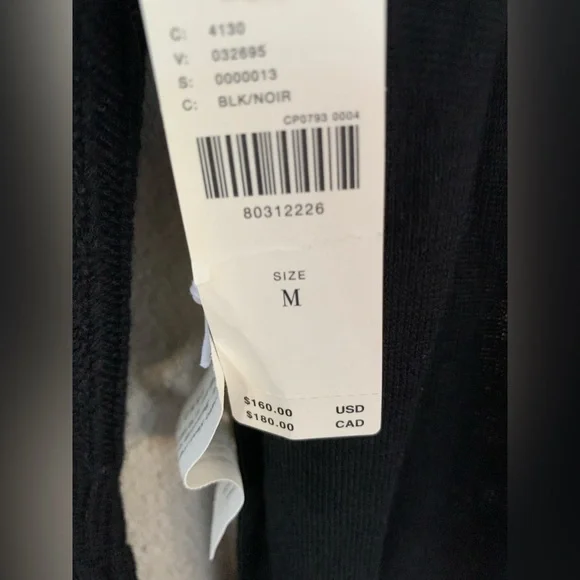 C: 4130
V: 032695
S: 0000013
C: BLK/NOIR
CP0793 0004
80312226
SIZE
M
$160.00 USD
$180.00 CAD